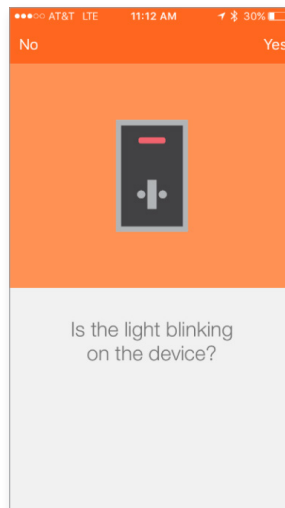 AT&T LTE 11:12 AM 30%
No Yes
Is the light blinking
on the device?